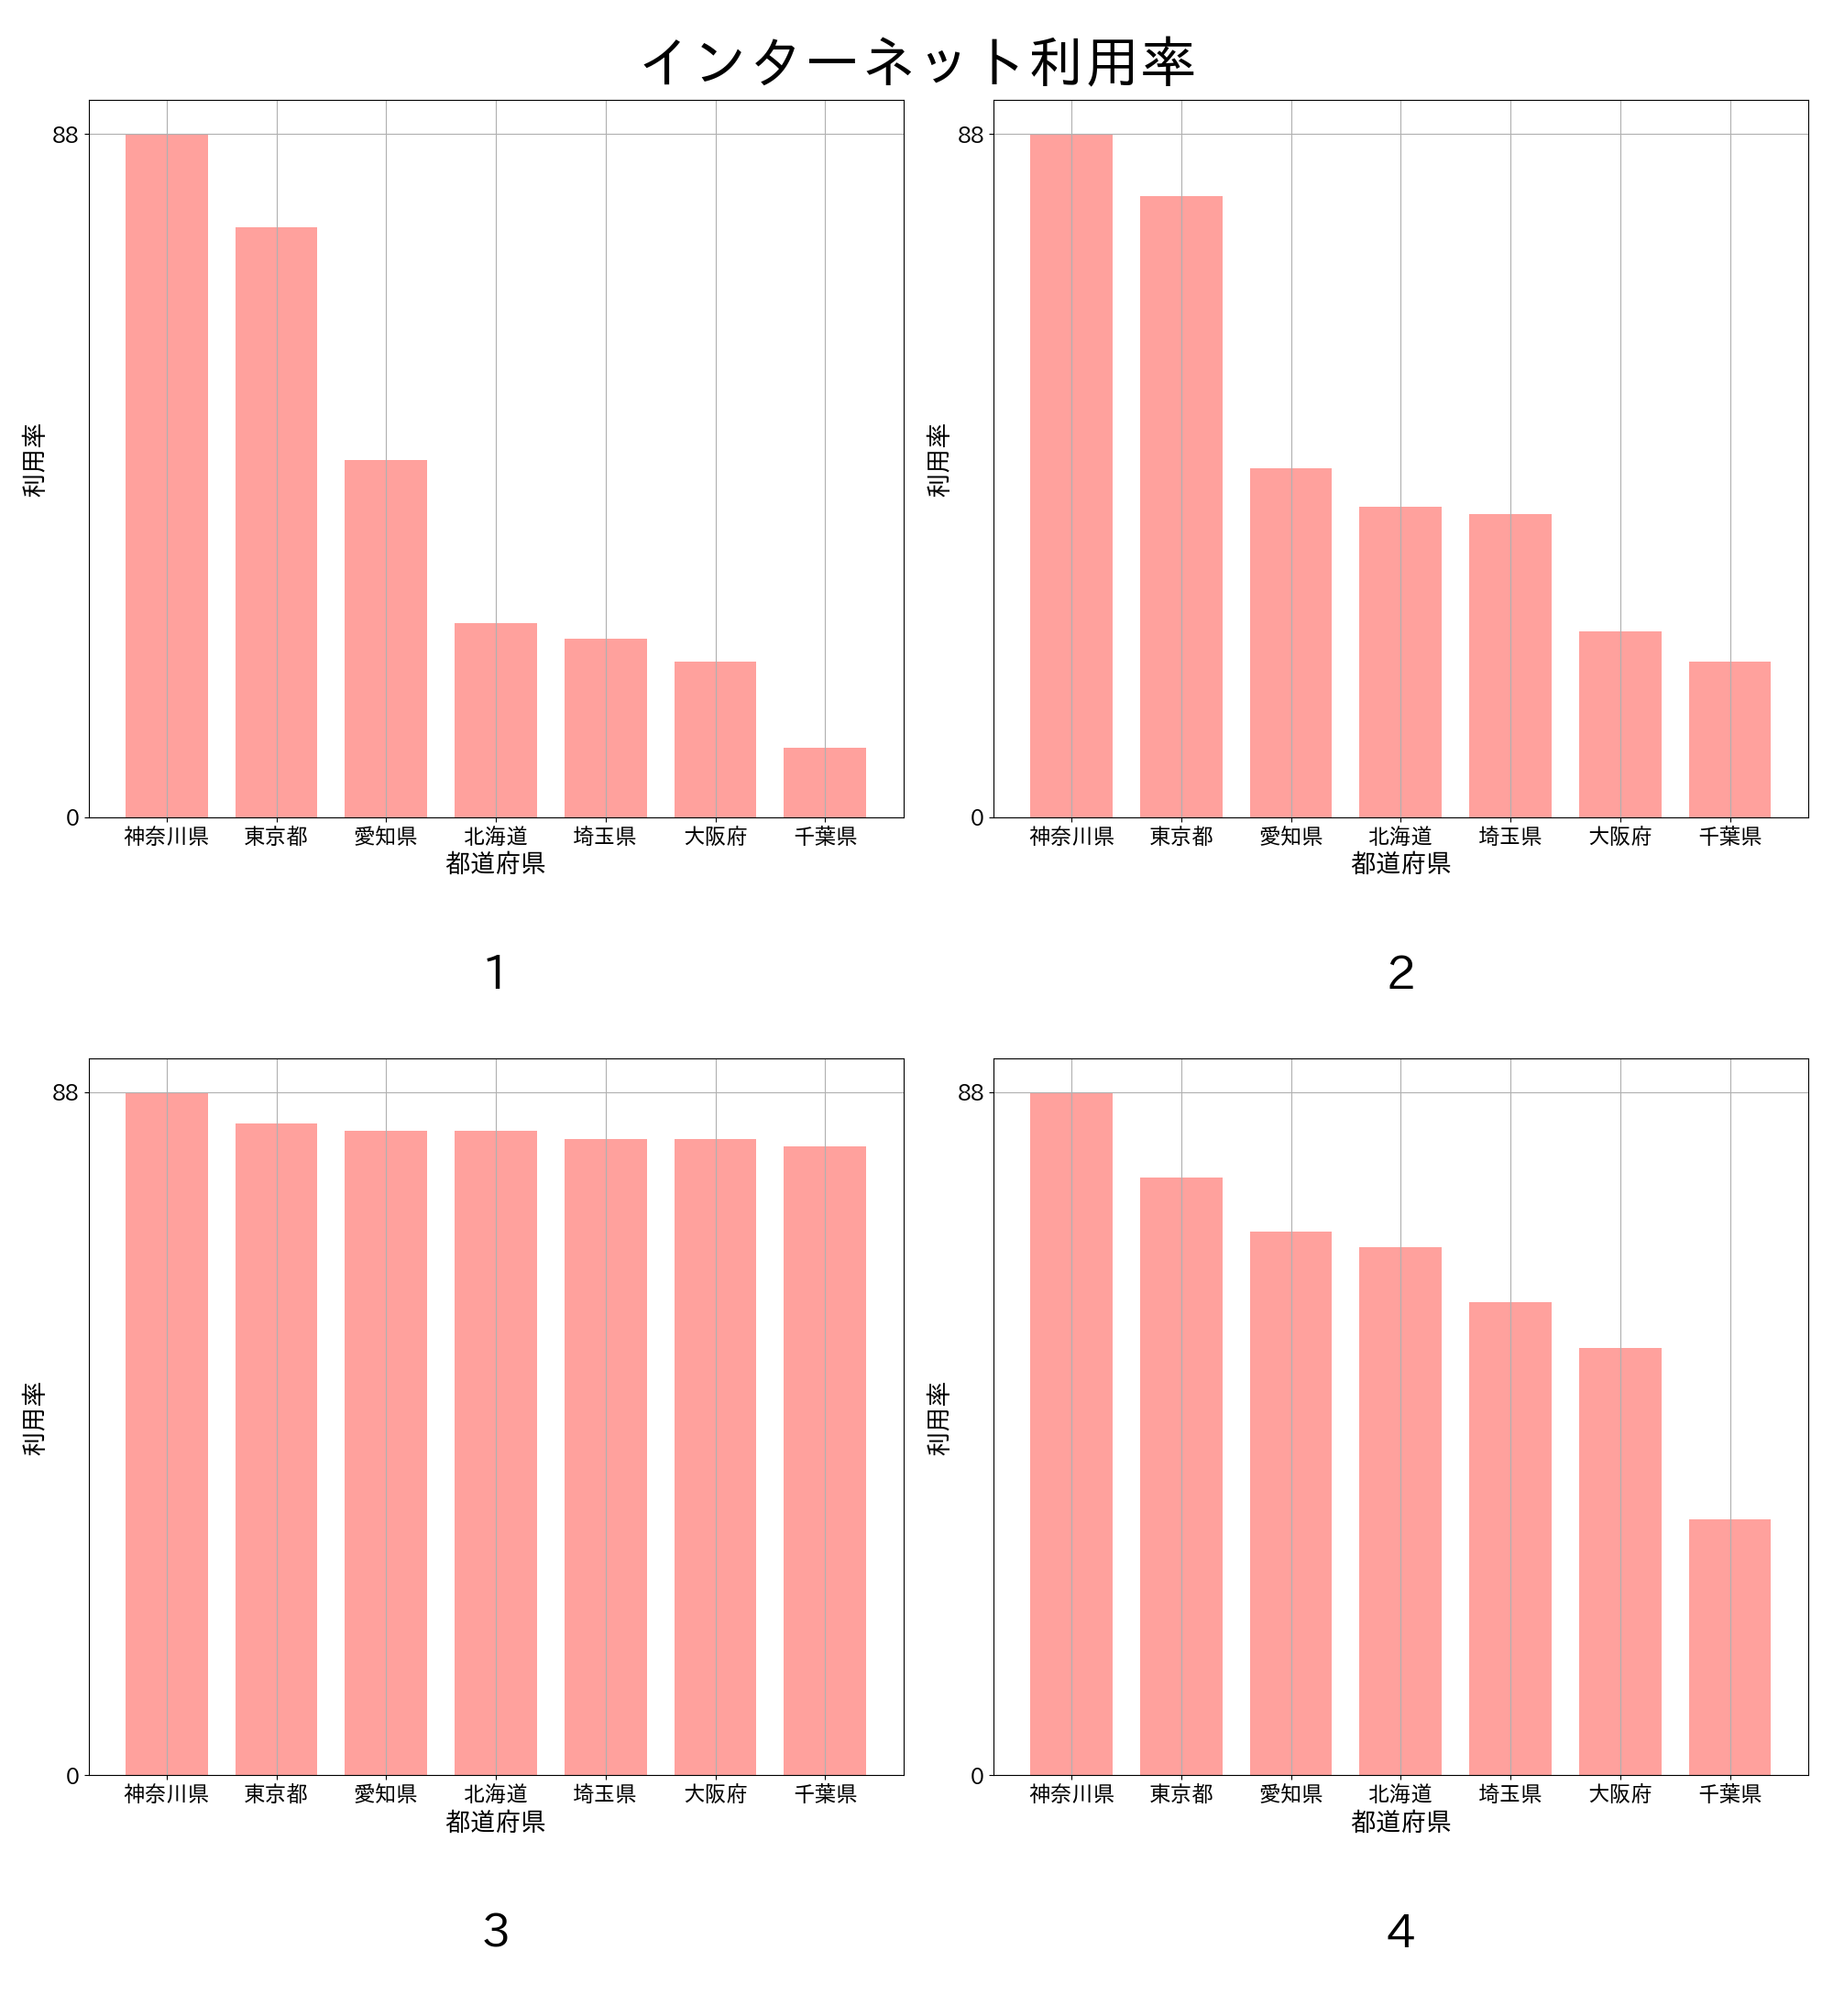 インターネット利用率
88
0
利用率
神奈川県 東京都 愛知県 北海道 埼玉県 大阪府 千葉県
都道府県
1
88
0
利用率
神奈川県 東京都 愛知県 北海道 埼玉県 大阪府 千葉県
都道府県
2
88
0
利用率
神奈川県 東京都 愛知県 北海道 埼玉県 大阪府 千葉県
都道府県
3
88
0
利用率
神奈川県 東京都 愛知県 北海道 埼玉県 大阪府 千葉県
都道府県
4